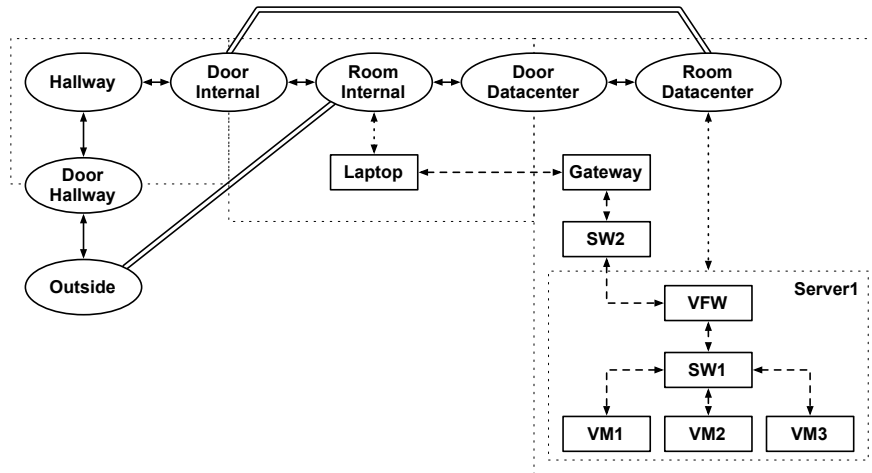 Hallway
Door
Internal
Room
Internal
Door
Datacenter
Room
Datacenter
Door
Hallway
Laptop
Gateway
SW2
Outside
Server1
VFW
SW1
VM1
VM2
VM3